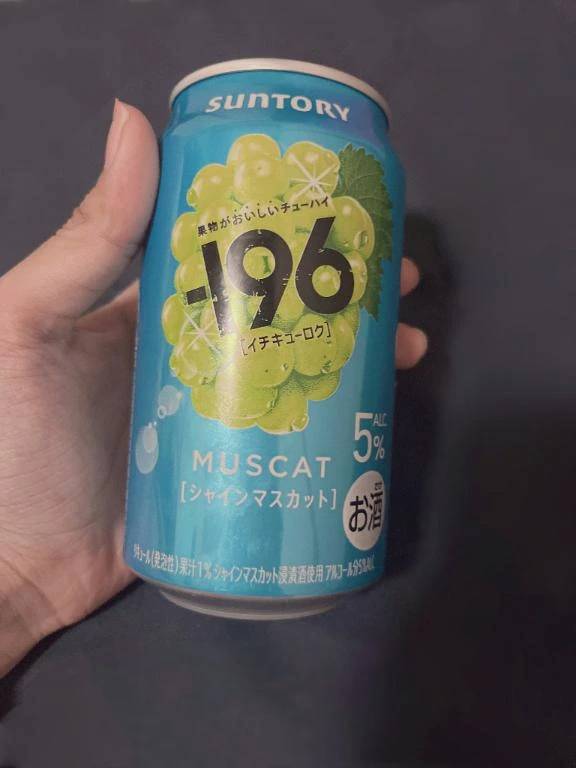 SUNTORY
果物がおいしいチューハイ
-196
[イチキューロク]
ALC.
5%
MUSCAT
[シャインマスカット]
お酒
リキュール(発泡性) 果汁1% シャインマスカット浸漬酒使用 アルコール分5%